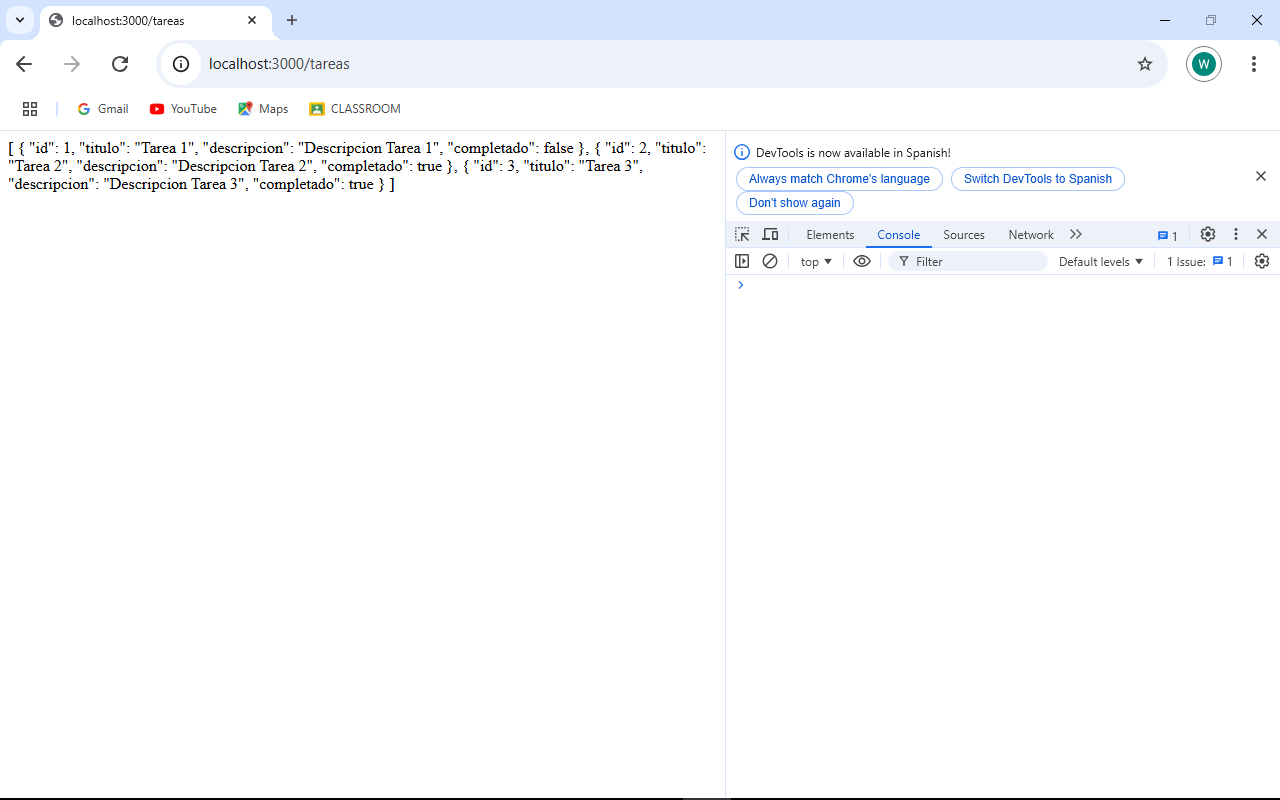 localhost:3000/tareas
localhost:3000/tareas
W
Gmail
YouTube
Maps
CLASSROOM
[ { "id": 1, "titulo": "Tarea 1", "descripcion": "Descripcion Tarea 1", "completado": false }, { "id": 2, "titulo":
"Tarea 2", "descripcion": "Descripcion Tarea 2", "completado": true }, { "id": 3, "titulo": "Tarea 3",
"descripcion": "Descripcion Tarea 3", "completado": true } ]
DevTools is now available in Spanish!
Always match Chrome's language
Switch DevTools to Spanish
Don't show again
Elements
Console
Sources
Network
1
top
Filter
Default levels
1 Issue:
1